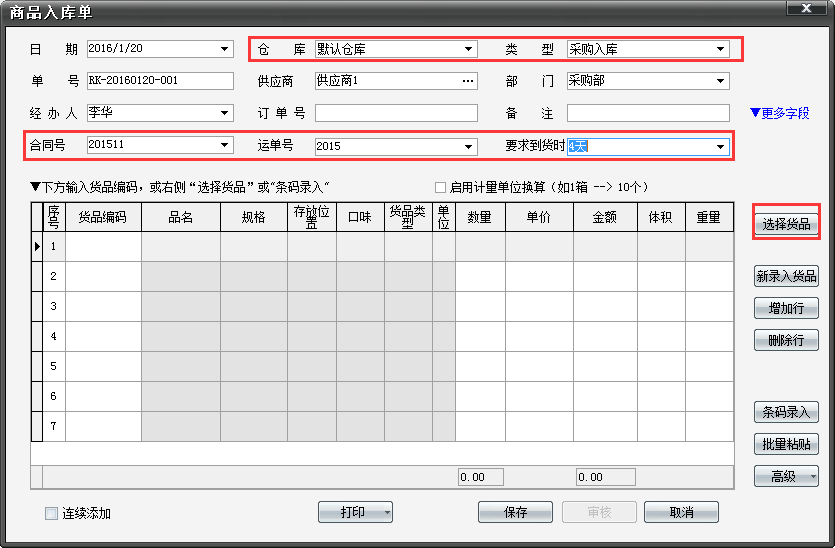 商品入库单
日 期 2016/1/20 仓 库 默认仓库 类 型 采购入库
单 号 RK-20160120-001 供应商 供应商1 ... 部 门 采购部
经 办 人 李华 订 单 号 备 注 ▼更多字段
合同号 201511 运单号 2015 要求到货时 4天
▼下方输入货品编码，或右侧“选择货品”或"条码录入" 启用计量单位换算（如1箱 --> 10个）
序号 货品编码 品名 规格 存放位置 口味 货品类型 单位 数量 单价 金额 体积 重量
选择货品
1
2
新录入货品
3
增加行
4
删除行
5
6
条码录入
7
批量粘贴
0.00 0.00
高级
连续添加 打印 保存 审核 取消